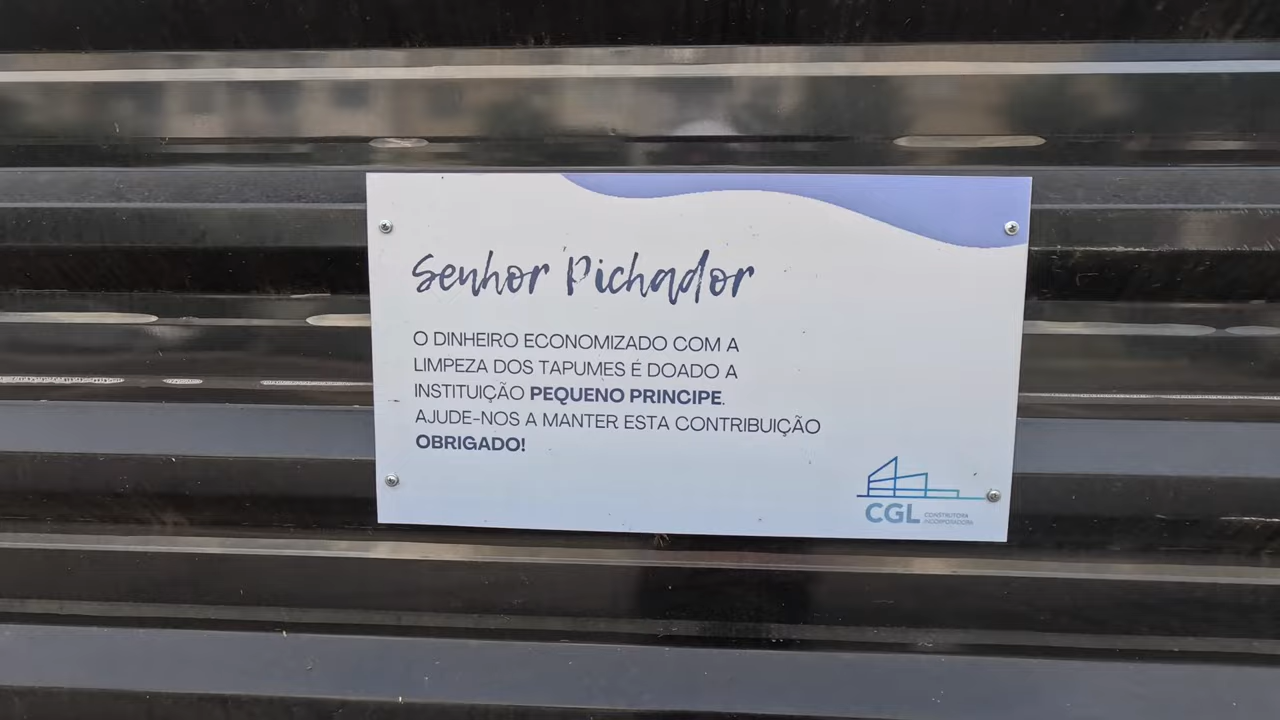 Senhor Pichador
O DINHEIRO ECONOMIZADO COM A
LIMPEZA DOS TAPUMES É DOADO A
INSTITUIÇÃO PEQUENO PRINCIPE.
AJUDE-NOS A MANTER ESTA CONTRIBUIÇÃO
OBRIGADO!
CGL CONSTRUTORA
INCORPORADORA